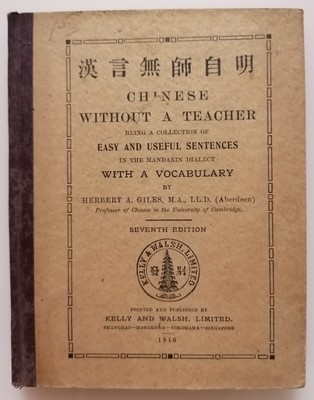 漢言無師自明
CHINESE
WITHOUT A TEACHER
BEING A COLLECTION OF
EASY AND USEFUL SENTENCES
IN THE MANDARIN DIALECT
WITH A VOCABULARY
BY
HERBERT A. GILES, M.A., LL.D. (Aberdeen)
Professor of Chinese in the University of Cambridge.
SEVENTH EDITION
KELLY & WALSH, LIMITED.
PRINTED AND PUBLISHED BY
KELLY AND WALSH, LIMITED.
SHANGHAI—HONGKONG—YOKOHAMA—SINGAPORE